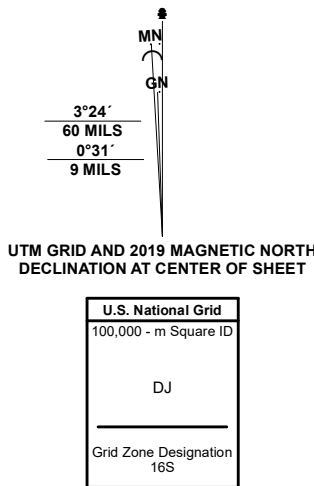 MN
GN
3°24´
60 MILS
0°31´
9 MILS
UTM GRID AND 2019 MAGNETIC NORTH
DECLINATION AT CENTER OF SHEET
U.S. National Grid
100,000 - m Square ID
DJ
Grid Zone Designation
16S